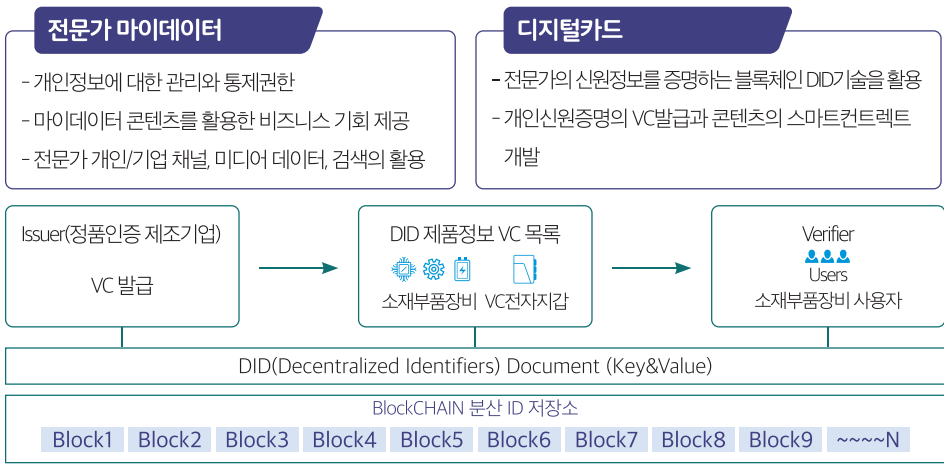 전문가 마이데이터
- 개인정보에 대한 관리와 통제권한
- 마이데이터 콘텐츠를 활용한 비즈니스 기회 제공
- 전문가 개인/기업 채널, 미디어 데이터, 검색의 활용
디지털카드
- 전문가의 신원정보를 증명하는 블록체인 DID기술을 활용
- 개인신원증명의 VC발급과 콘텐츠의 스마트컨트렉트
개발
Issuer(정품인증 제조기업)
VC 발급
DID 제품정보 VC 목록
소재부품장비 VC전자지갑
Verifier
Users
소재부품장비 사용자
DID(Decentralized Identifiers) Document (Key&Value)
BlockCHAIN 분산 ID 저장소
Block1 Block2 Block3 Block4 Block5 Block6 Block7 Block8 Block9 ~~~~N